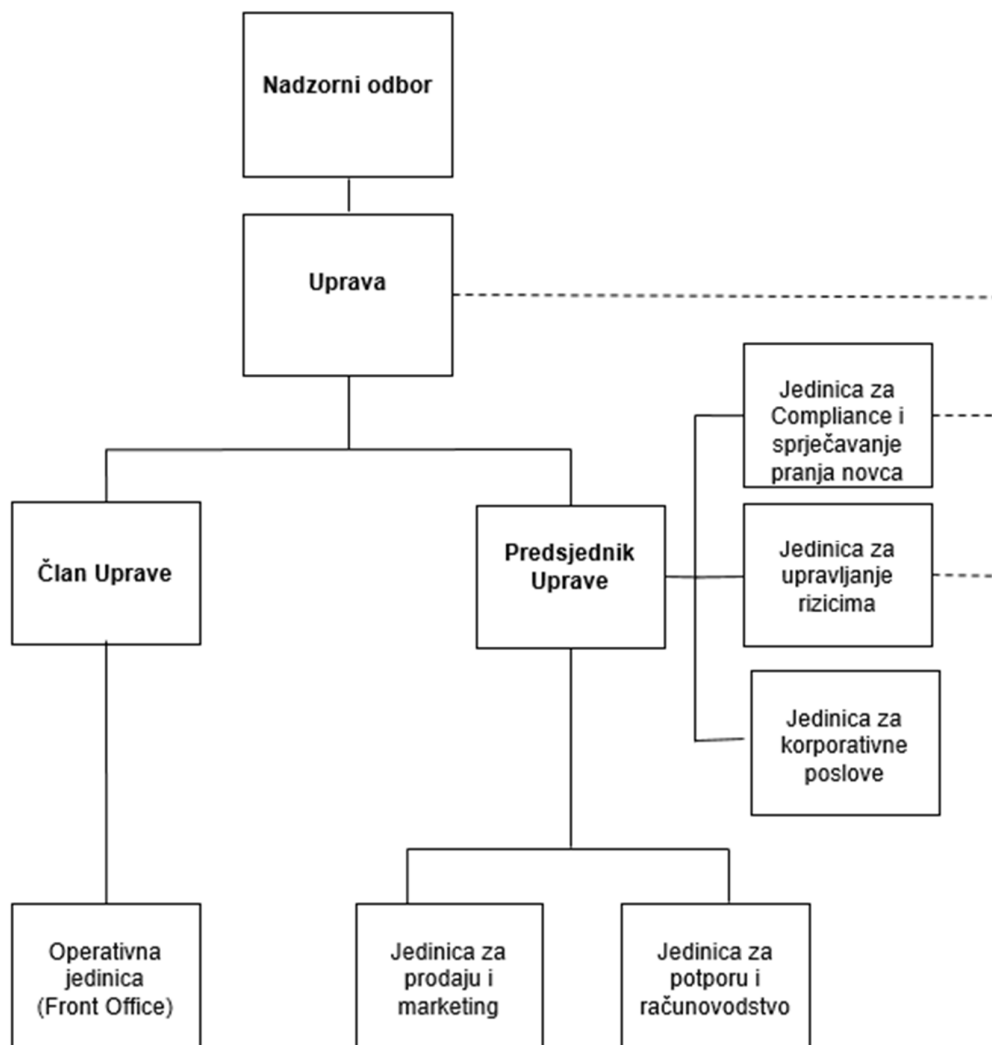 Nadzorni odbor
Uprava
Jedinica za
Compliance i
sprječavanje
pranja novca
Član Uprave
Predsjednik
Uprave
Jedinica za
upravljanje
rizicima
Jedinica za
korporativne
poslove
Operativna
jedinica
(Front Office)
Jedinica za
prodaju i
marketing
Jedinica za
potporu i
računovodstvo